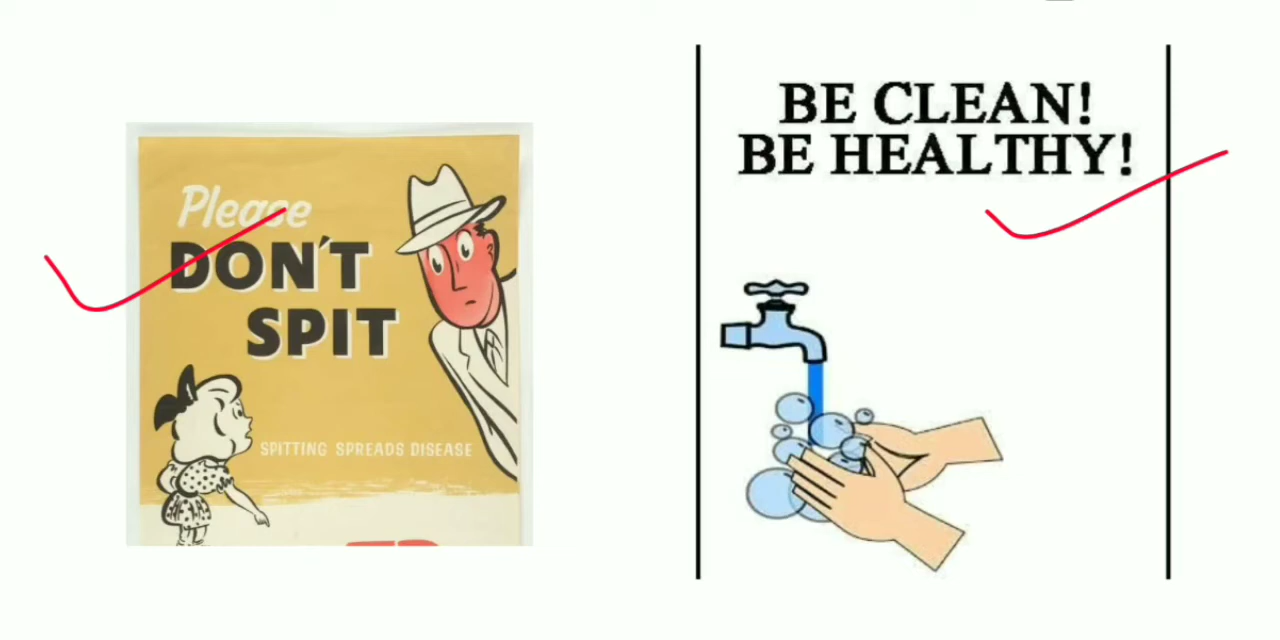 Please
DON'T
SPIT
SPITTING SPREADS DISEASE
BE CLEAN!
BE HEALTHY!